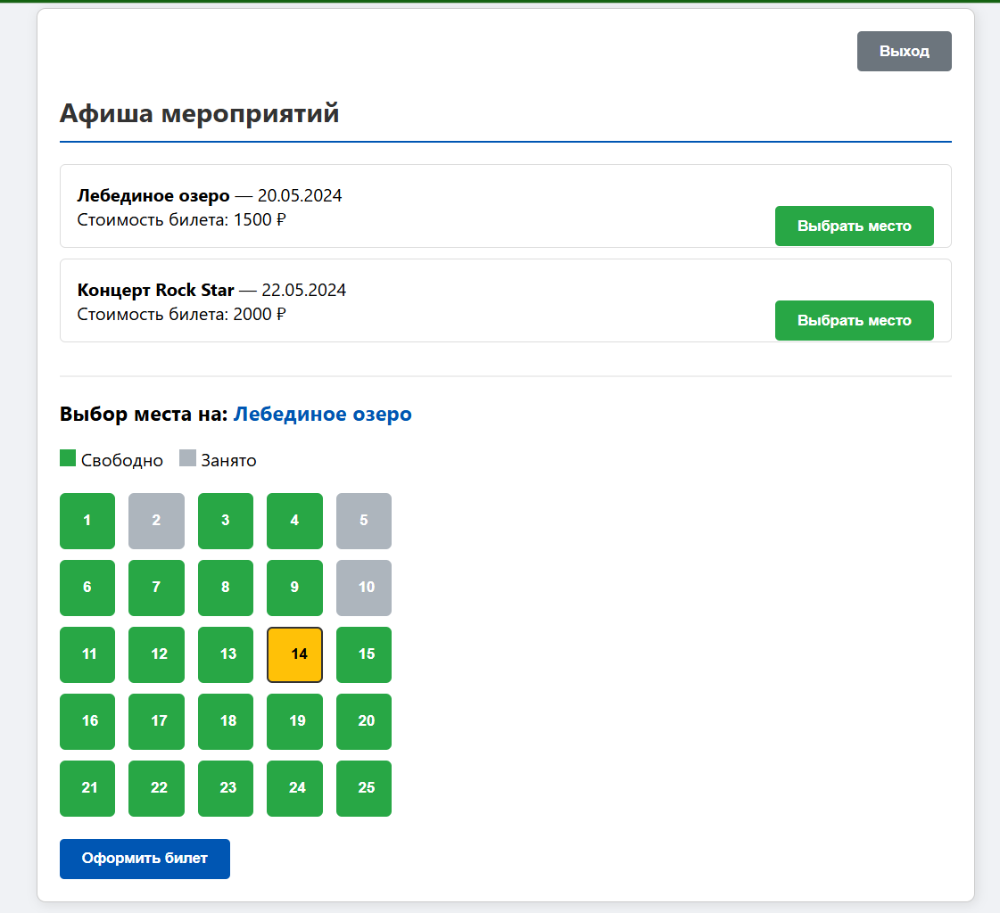 Выход
Афиша мероприятий
Лебединое озеро — 20.05.2024
Стоимость билета: 1500 ₽
Выбрать место
Концерт Rock Star — 22.05.2024
Стоимость билета: 2000 ₽
Выбрать место
Выбор места на: Лебединое озеро
Свободно Занято
1 2 3 4 5
6 7 8 9 10
11 12 13 14 15
16 17 18 19 20
21 22 23 24 25
Оформить билет